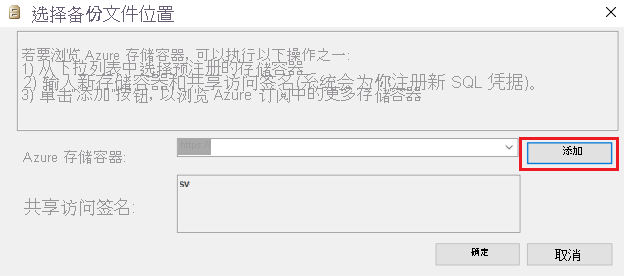 选择备份文件位置
若要浏览 Azure 存储容器，可以执行以下操作之一:
1) 从下拉列表中选择预注册的存储容器
2) 输入新存储容器和共享访问签名(系统会为你注册新 SQL 凭据)。
3) 单击"添加"按钮，以浏览 Azure 订阅中的更多存储容器
Azure 存储容器:
https://
添加
共享访问签名:
sv
确定
取消